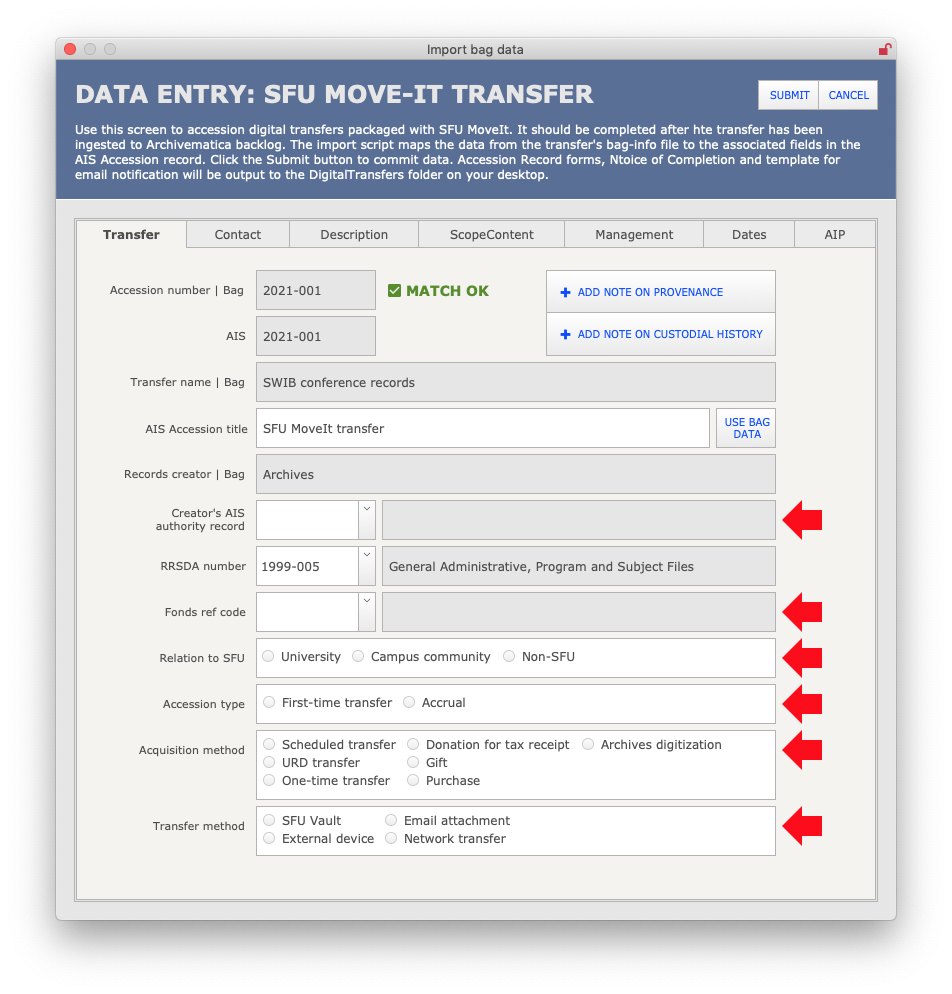 Import bag data
DATA ENTRY: SFU MOVE-IT TRANSFER
SUBMIT CANCEL
Use this screen to accession digital transfers packaged with SFU MoveIt. It should be completed after hte transfer has been
ingested to Archivematica backlog. The import script maps the data from the transfer's bag-info file to the associated fields in the
AIS Accession record. Click the Submit button to commit data. Accession Record forms, Ntoice of Completion and template for
email notification will be output to the DigitalTransfers folder on your desktop.
Transfer Contact Description ScopeContent Management Dates AIP
Accession number | Bag 2021-001 MATCH OK
ADD NOTE ON PROVENANCE
AIS 2021-001
ADD NOTE ON CUSTODIAL HISTORY
Transfer name | Bag SWIB conference records
AIS Accession title SFU MoveIt transfer
USE BAG
DATA
Records creator | Bag Archives
Creator's AIS
authority record
RRSDA number 1999-005 General Administrative, Program and Subject Files
Fonds ref code
Relation to SFU University Campus community Non-SFU
Accession type First-time transfer Accrual
Acquisition method Scheduled transfer Donation for tax receipt Archives digitization
URD transfer Gift
One-time transfer Purchase
Transfer method SFU Vault Email attachment
External device Network transfer